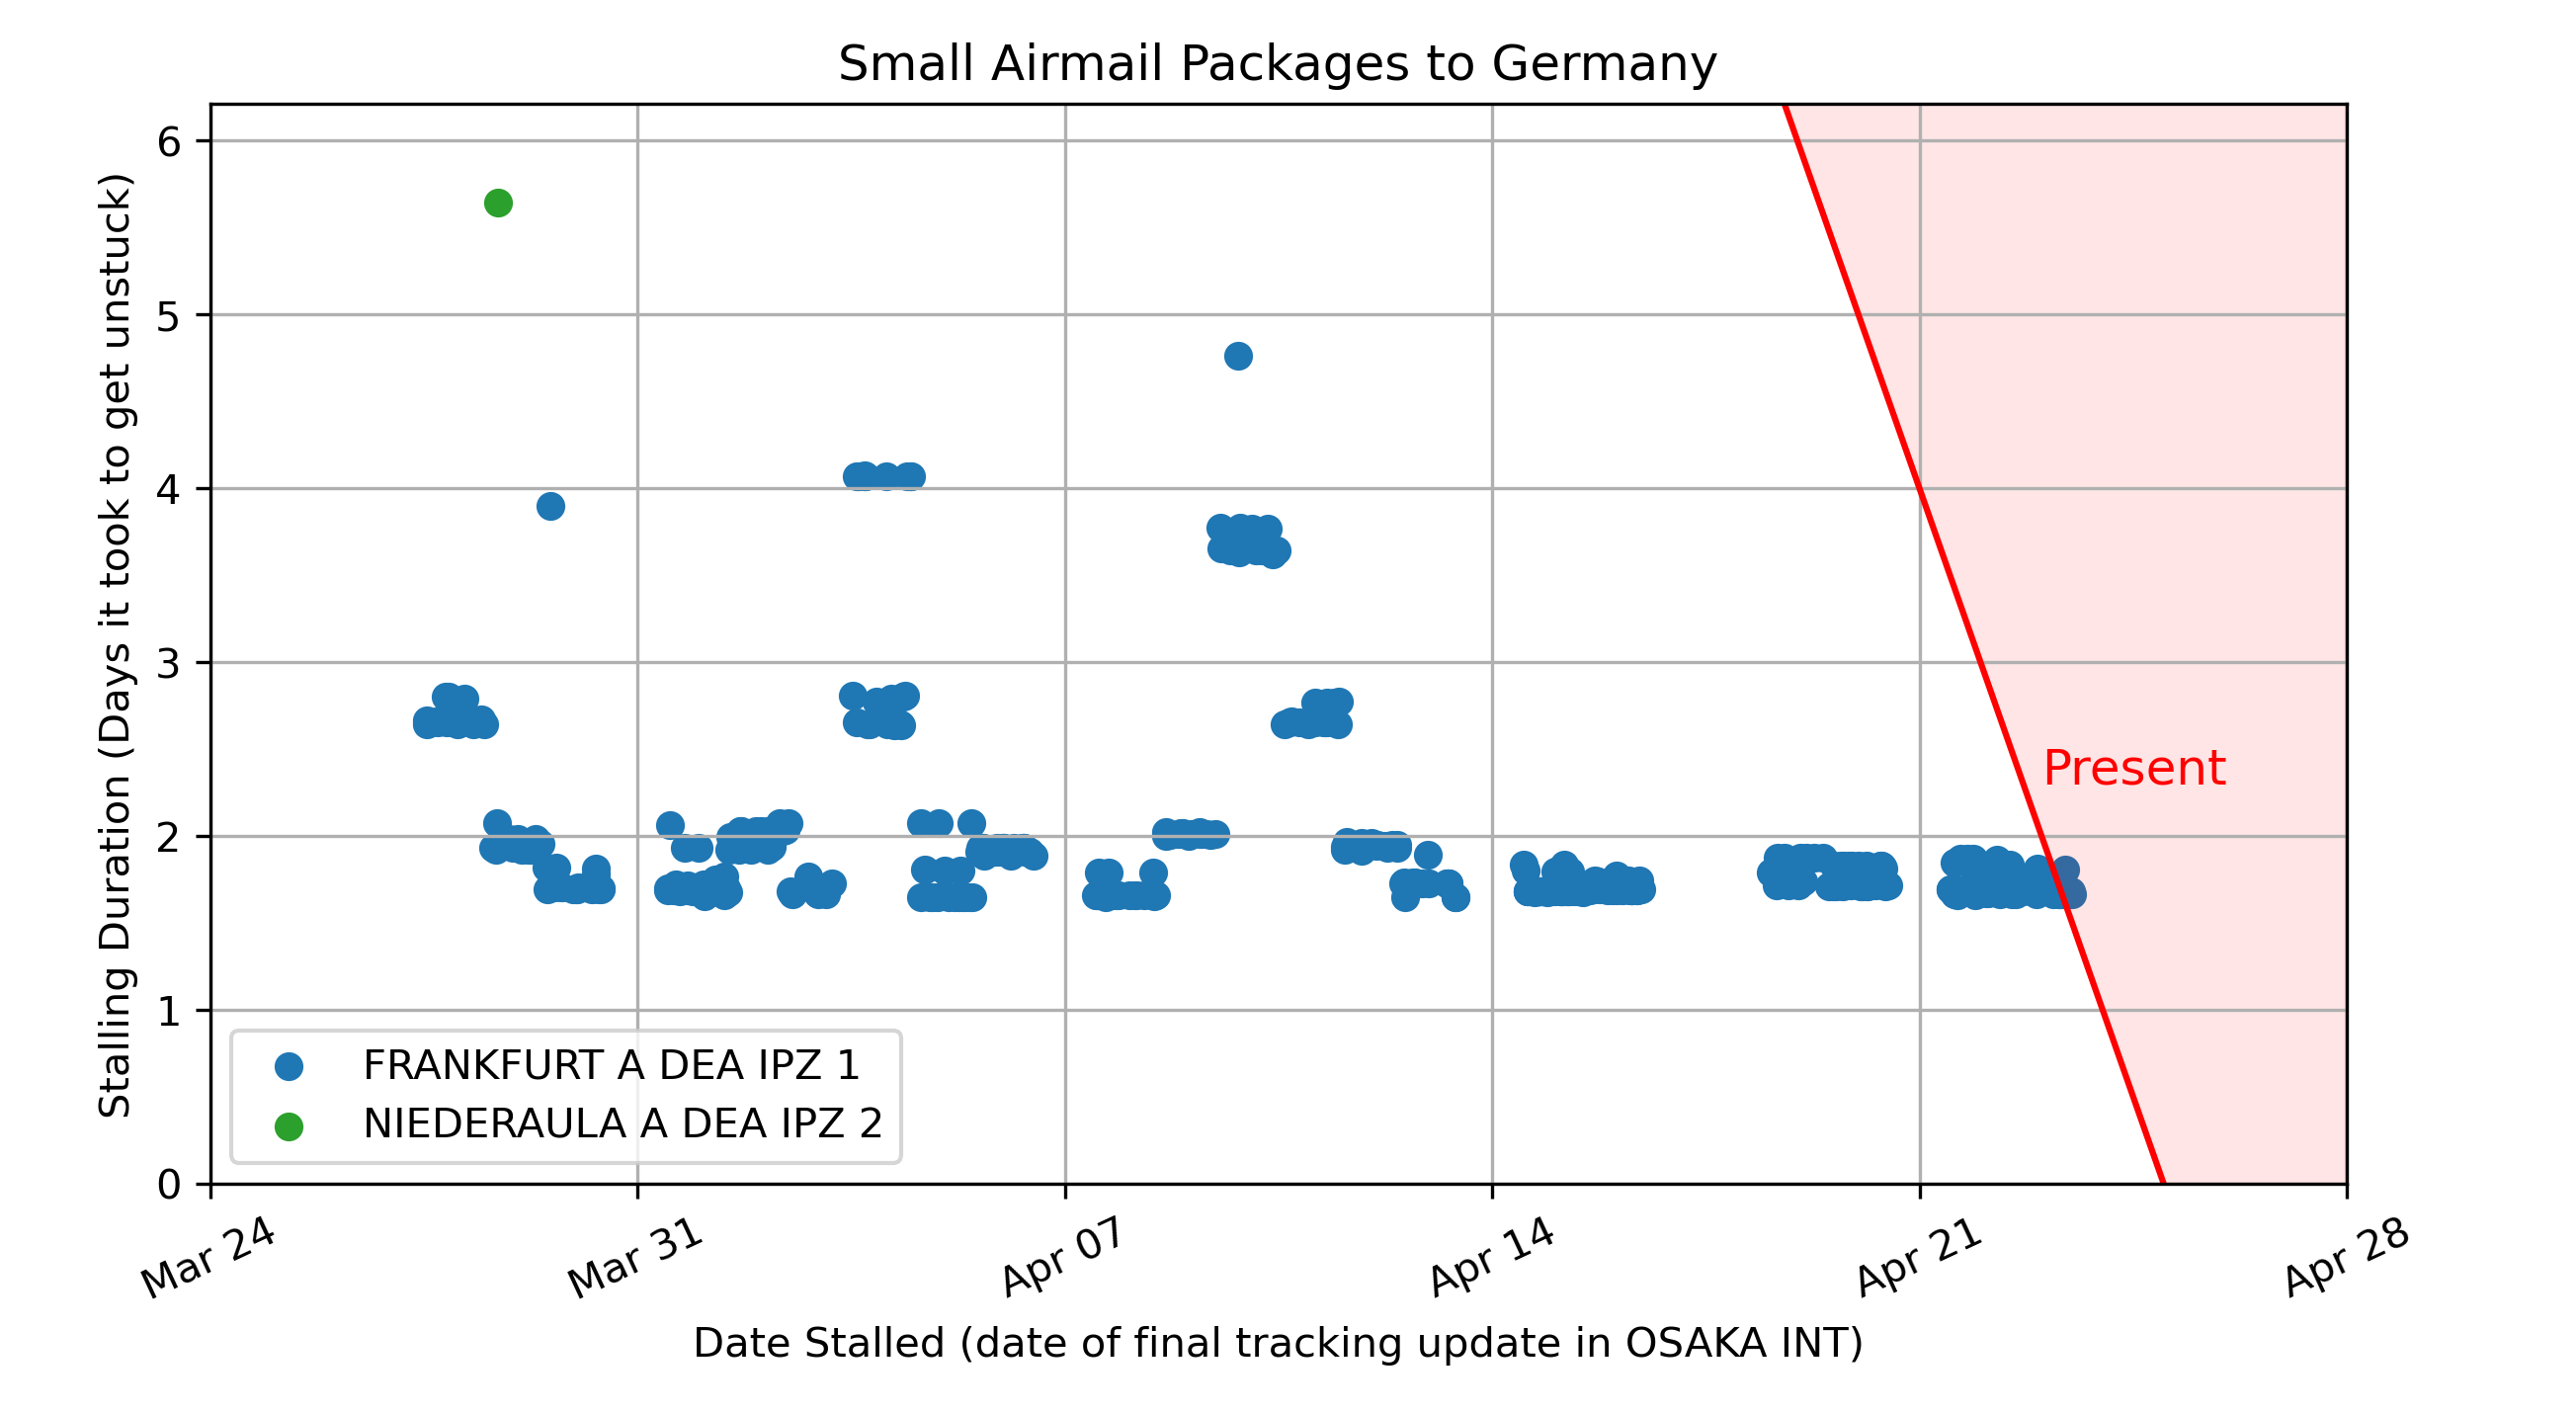 Small Airmail Packages to Germany
Stalling Duration (Days it took to get unstuck)
6
5
4
3
2
1
0
Present
FRANKFURT A DEA IPZ 1
NIEDERAULA A DEA IPZ 2
Mar 24
Mar 31
Apr 07
Apr 14
Apr 21
Apr 28
Date Stalled (date of final tracking update in OSAKA INT)